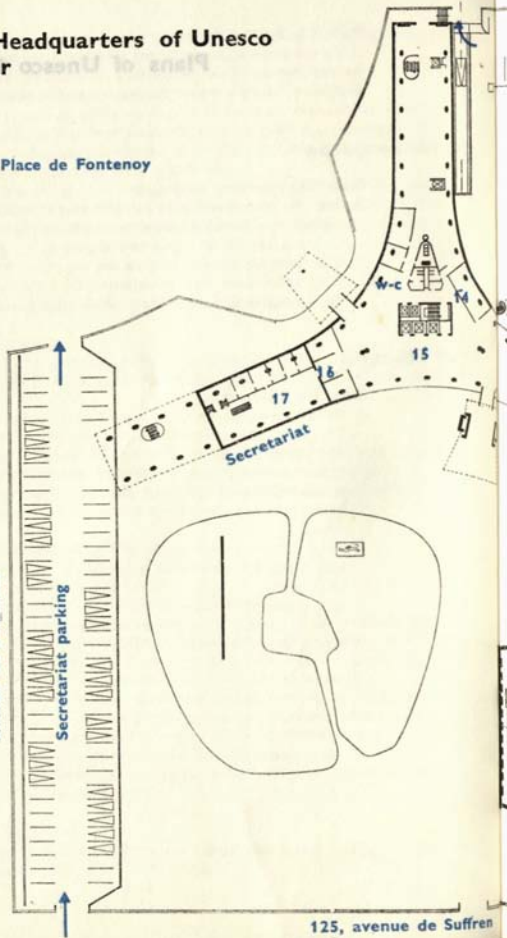 Headquarters of Unesco
r
Place de Fontenoy
w-c
14
15
16
17
Secretariat
Secretariat parking
125, avenue de Suffren